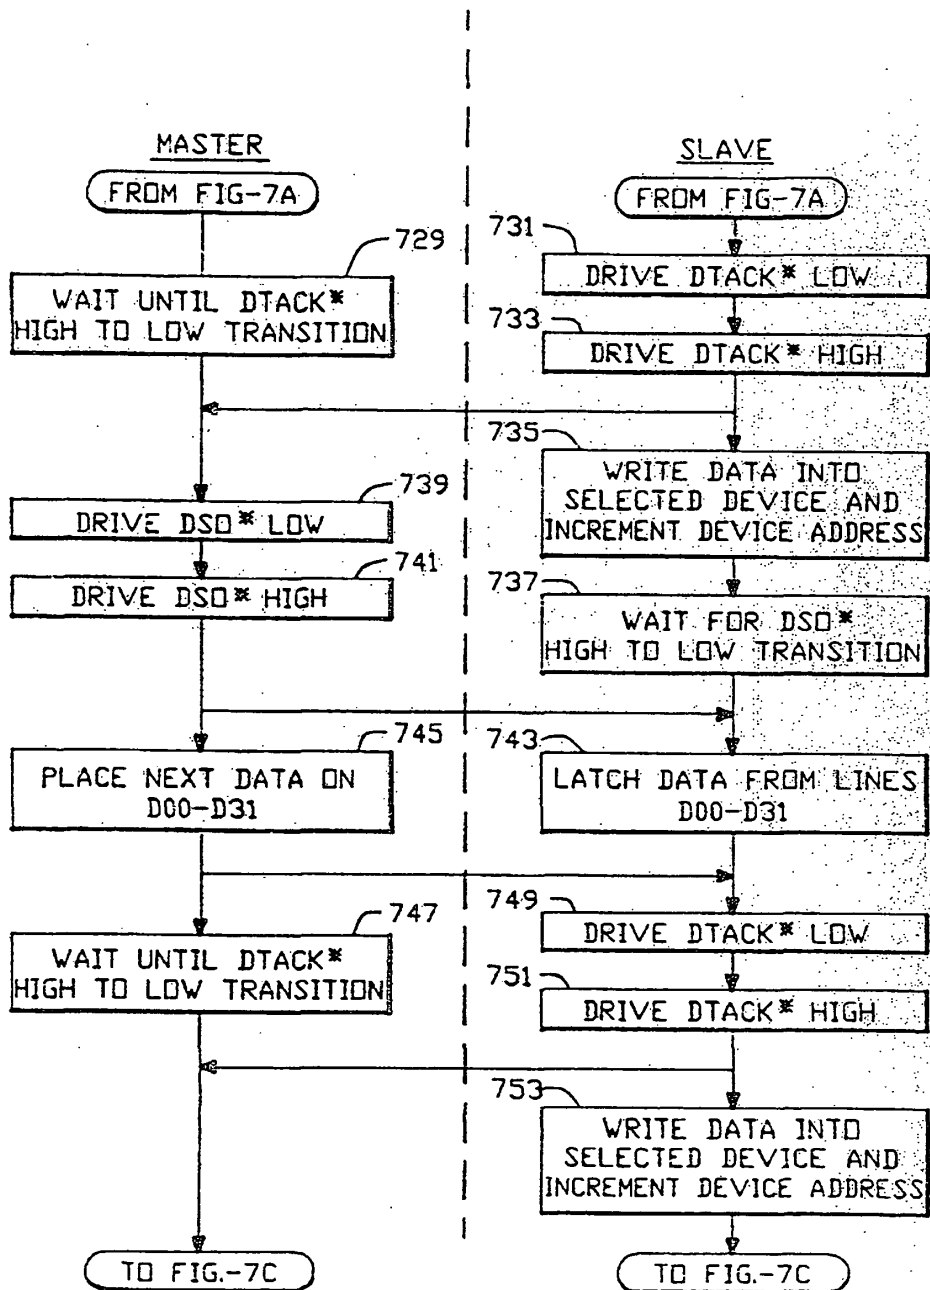 MASTER
FROM FIG-7A
729
WAIT UNTIL DTACK*
HIGH TO LOW TRANSITION
739
DRIVE DSO* LOW
741
DRIVE DSO* HIGH
745
PLACE NEXT DATA ON
D00-D31
747
WAIT UNTIL DTACK*
HIGH TO LOW TRANSITION
TO FIG.-7C
SLAVE
FROM FIG-7A
731
DRIVE DTACK* LOW
733
DRIVE DTACK* HIGH
735
WRITE DATA INTO
SELECTED DEVICE AND
INCREMENT DEVICE ADDRESS
737
WAIT FOR DSO*
HIGH TO LOW TRANSITION
743
LATCH DATA FROM LINES
D00-D31
749
DRIVE DTACK* LOW
751
DRIVE DTACK* HIGH
753
WRITE DATA INTO
SELECTED DEVICE AND
INCREMENT DEVICE ADDRESS
TO FIG.-7C